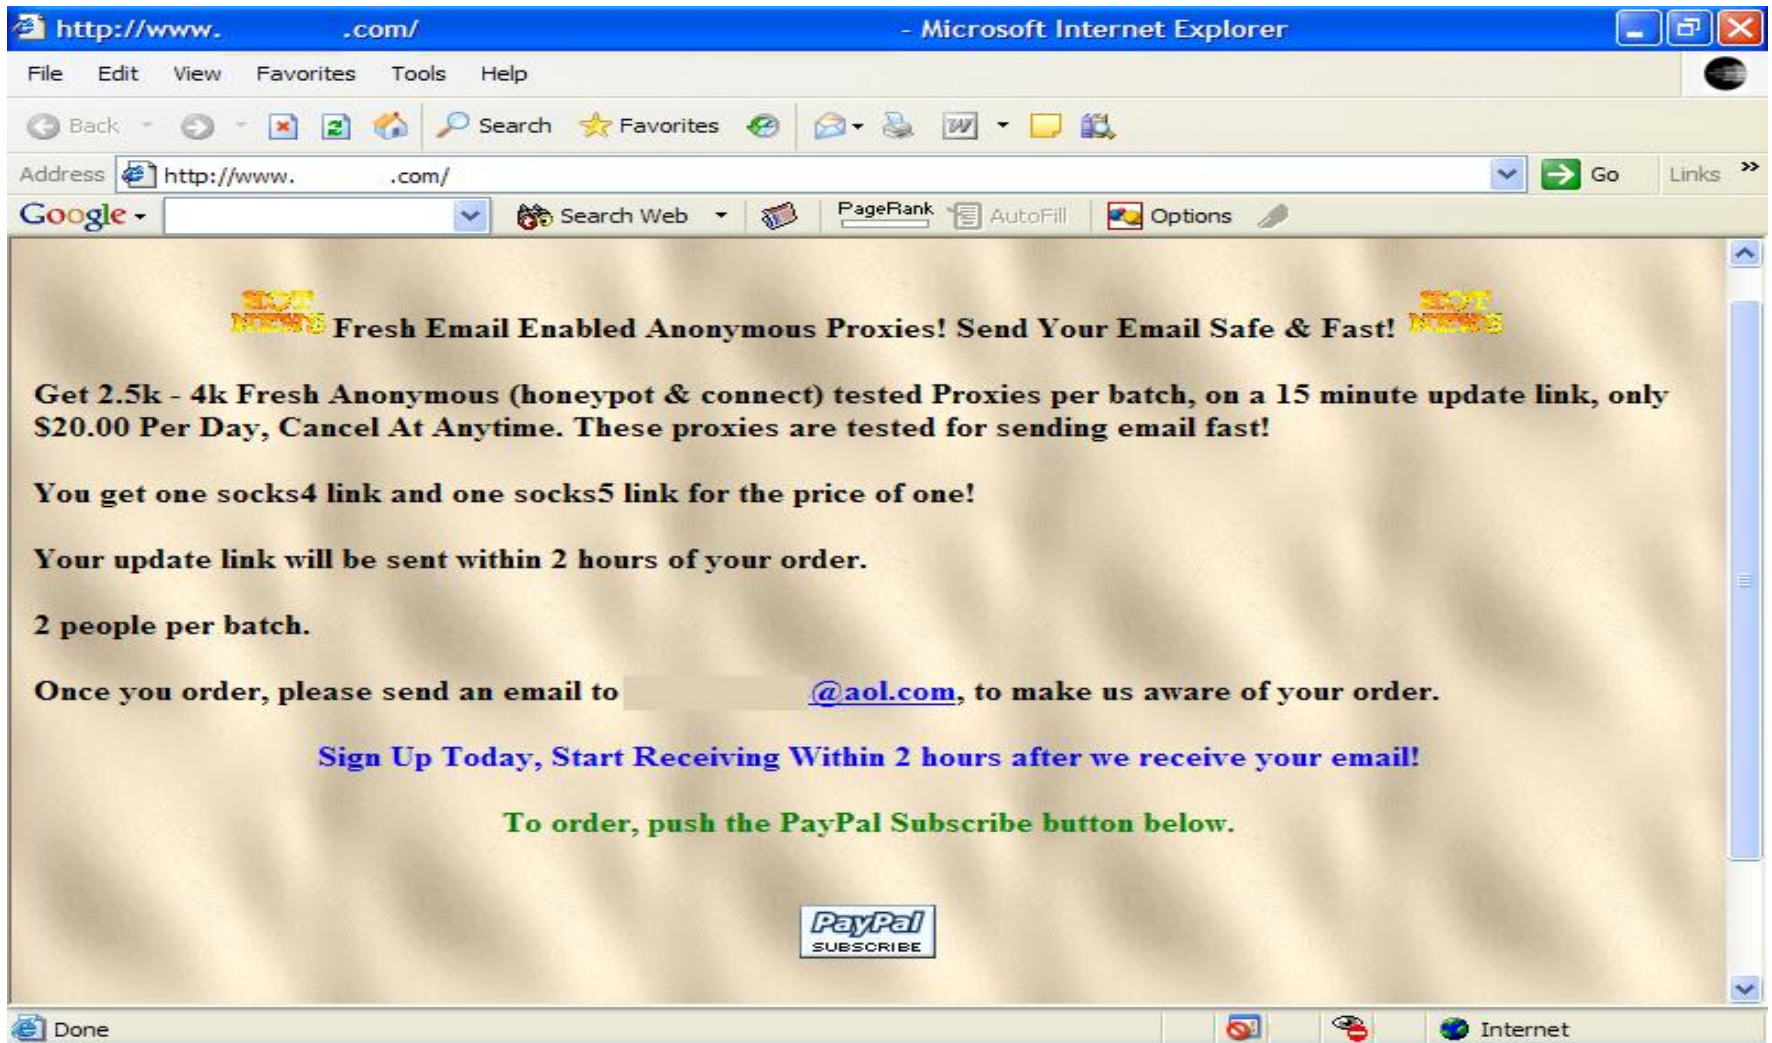 http://www. .com/ - Microsoft Internet Explorer
File Edit View Favorites Tools Help
Back Search Favorites W
Address http://www. .com/ Go Links »
Google Search Web PageRank AutoFill Options
HOT NEWS Fresh Email Enabled Anonymous Proxies! Send Your Email Safe & Fast! HOT NEWS
Get 2.5k - 4k Fresh Anonymous (honeypot & connect) tested Proxies per batch, on a 15 minute update link, only
$20.00 Per Day, Cancel At Anytime. These proxies are tested for sending email fast!
You get one socks4 link and one socks5 link for the price of one!
Your update link will be sent within 2 hours of your order.
2 people per batch.
Once you order, please send an email to @aol.com, to make us aware of your order.
Sign Up Today, Start Receiving Within 2 hours after we receive your email!
To order, push the PayPal Subscribe button below.
PayPal
SUBSCRIBE
Done Internet